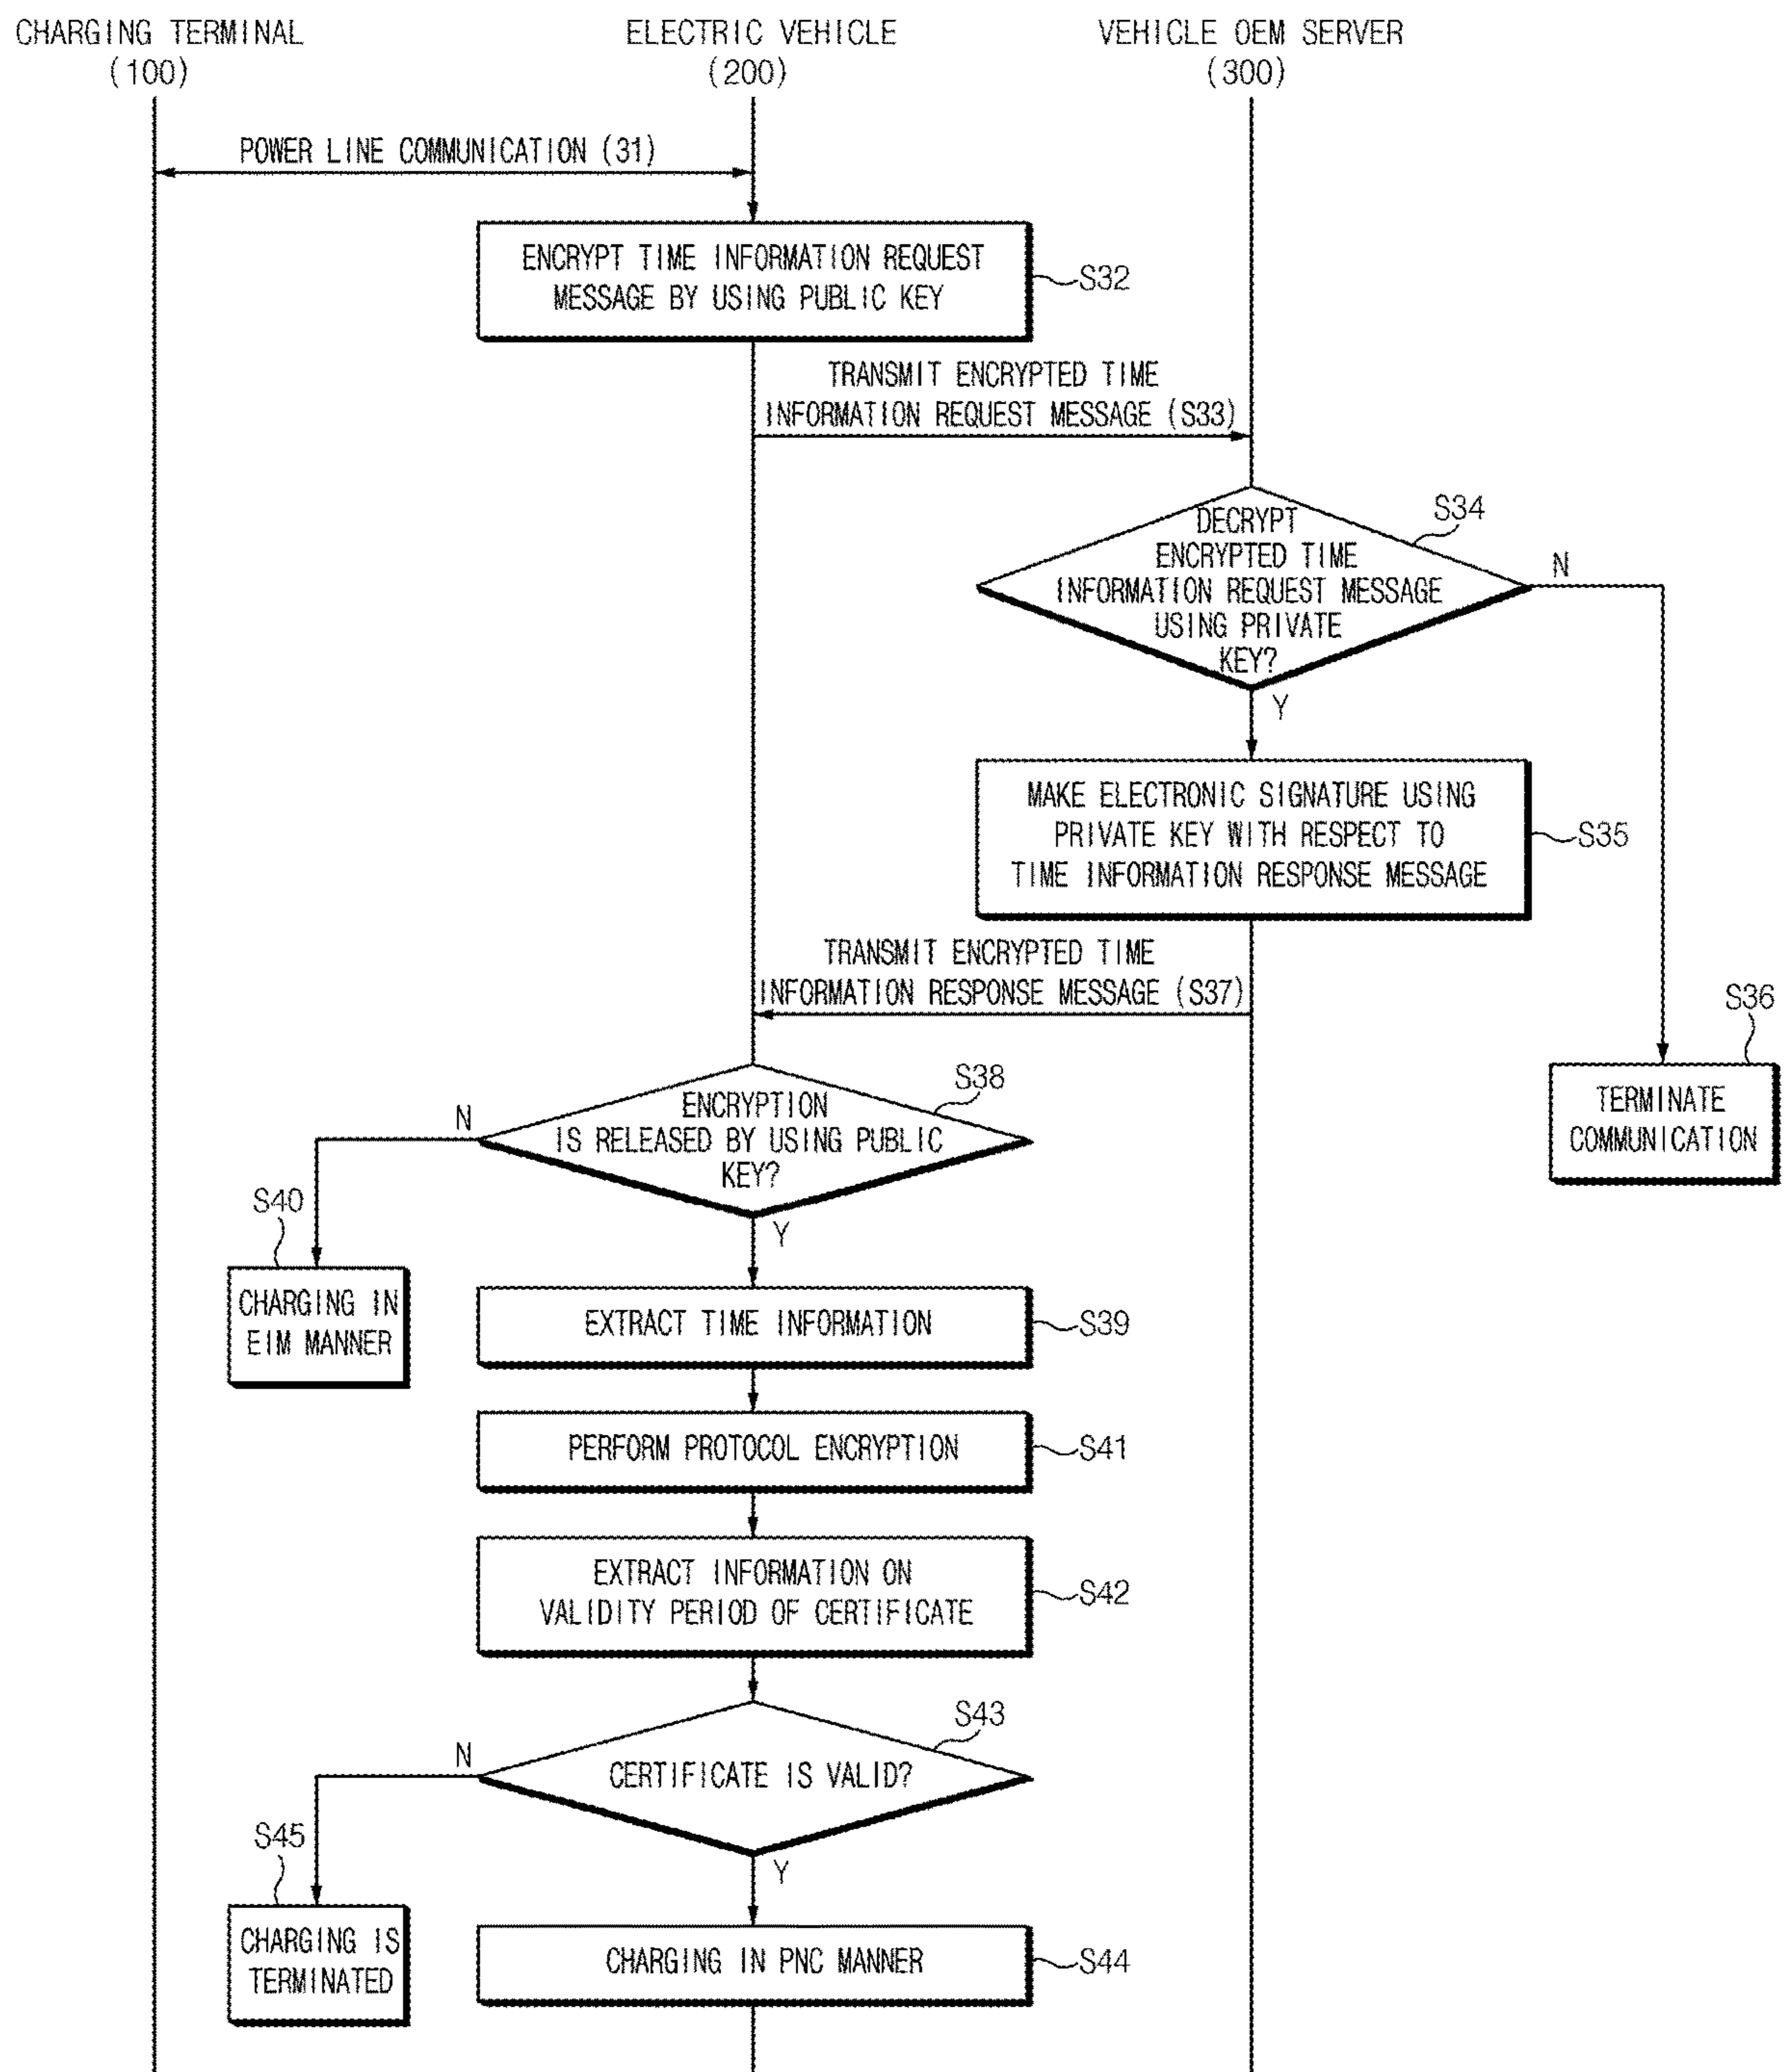 CHARGING TERMINAL
(100)
ELECTRIC VEHICLE
(200)
VEHICLE OEM SERVER
(300)
POWER LINE COMMUNICATION (31)
ENCRYPT TIME INFORMATION REQUEST
MESSAGE BY USING PUBLIC KEY
S32
TRANSMIT ENCRYPTED TIME
INFORMATION REQUEST MESSAGE (S33)
S34
DECRYPT
ENCRYPTED TIME
INFORMATION REQUEST MESSAGE
USING PRIVATE
KEY?
N
Y
MAKE ELECTRONIC SIGNATURE USING
PRIVATE KEY WITH RESPECT TO
TIME INFORMATION RESPONSE MESSAGE
S35
TRANSMIT ENCRYPTED TIME
INFORMATION RESPONSE MESSAGE (S37)
S36
TERMINATE
COMMUNICATION
S38
ENCRYPTION
IS RELEASED BY USING PUBLIC
KEY?
N
Y
S40
CHARGING IN
EIM MANNER
EXTRACT TIME INFORMATION
S39
PERFORM PROTOCOL ENCRYPTION
S41
EXTRACT INFORMATION ON
VALIDITY PERIOD OF CERTIFICATE
S42
S43
CERTIFICATE IS VALID?
N
Y
S45
CHARGING IS
TERMINATED
CHARGING IN PNC MANNER
S44